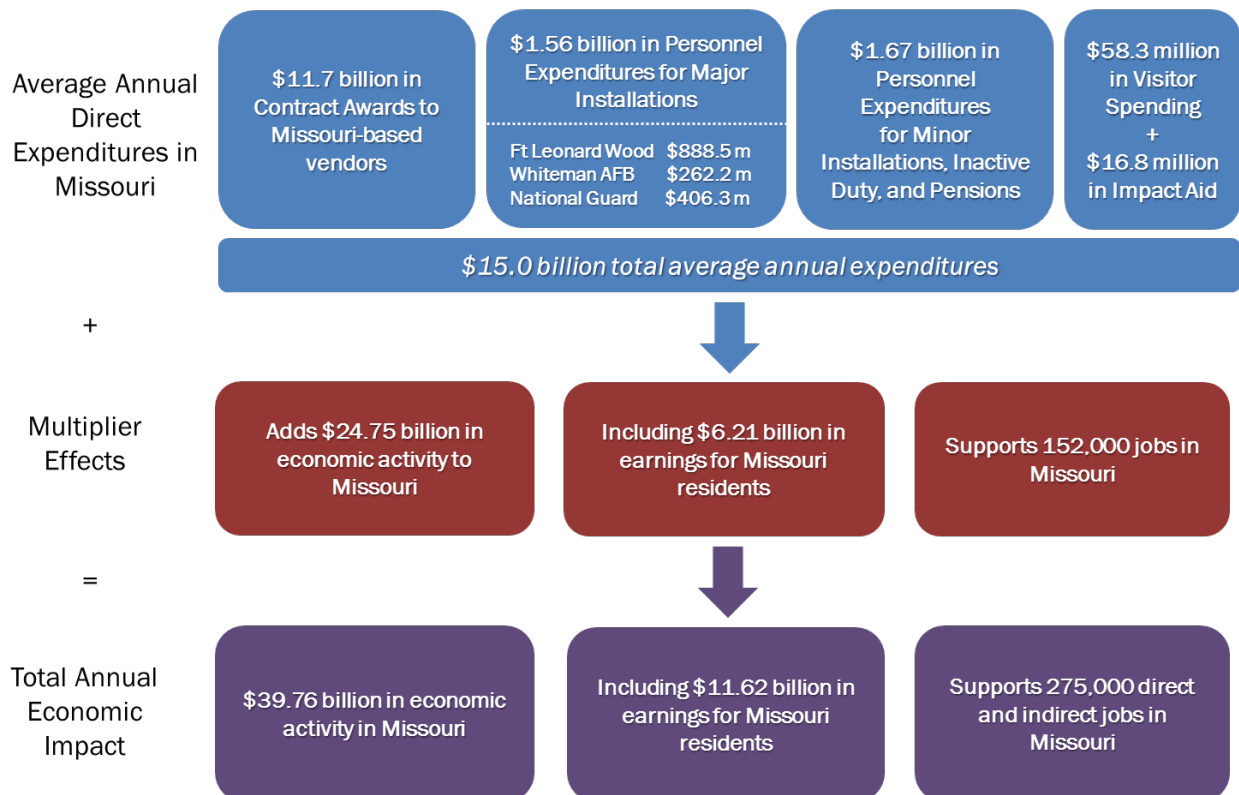 Average Annual
Direct
Expenditures in
Missouri
$11.7 billion in
Contract Awards to
Missouri-based
vendors
$1.56 billion in Personnel
Expenditures for Major
Installations
Ft Leonard Wood $888.5 m
Whiteman AFB $262.2 m
National Guard $406.3 m
$1.67 billion in
Personnel
Expenditures
for Minor
Installations, Inactive
Duty, and Pensions
$58.3 million
in Visitor
Spending
+
$16.8 million
in Impact Aid
$15.0 billion total average annual expenditures
+
Multiplier
Effects
Adds $24.75 billion in
economic activity to
Missouri
Including $6.21 billion in
earnings for Missouri
residents
Supports 152,000 jobs in
Missouri
=
Total Annual
Economic
Impact
$39.76 billion in economic
activity in Missouri
Including $11.62 billion in
earnings for Missouri
residents
Supports 275,000 direct
and indirect jobs in
Missouri